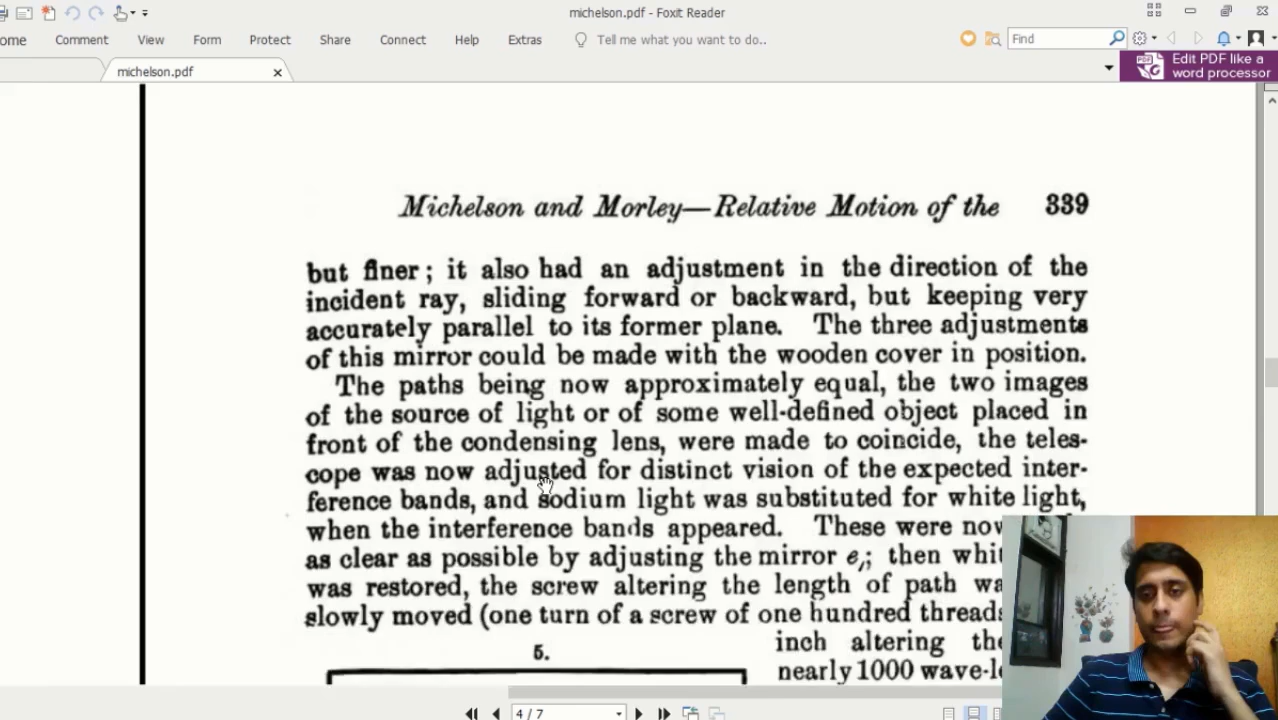 michelson.pdf - Foxit Reader
ome Comment View Form Protect Share Connect Help Extras Tell me what you want to do.. Find
michelson.pdf
Edit PDF like a
word processor
Michelson and Morley—Relative Motion of the 339
but finer; it also had an adjustment in the direction of the
incident ray, sliding forward or backward, but keeping very
accurately parallel to its former plane. The three adjustments
of this mirror could be made with the wooden cover in position.
The paths being now approximately equal, the two images
of the source of light or of some well-defined object placed in
front of the condensing lens, were made to coincide, the teles-
cope was now adjusted for distinct vision of the expected inter-
ference bands, and sodium light was substituted for white light,
when the interference bands appeared. These were now
as clear as possible by adjusting the mirror e,; then whi
was restored, the screw altering the length of path wa
slowly moved (one turn of a screw of one hundred threads
5.
inch altering the
nearly 1000 wave-le
4 / 7